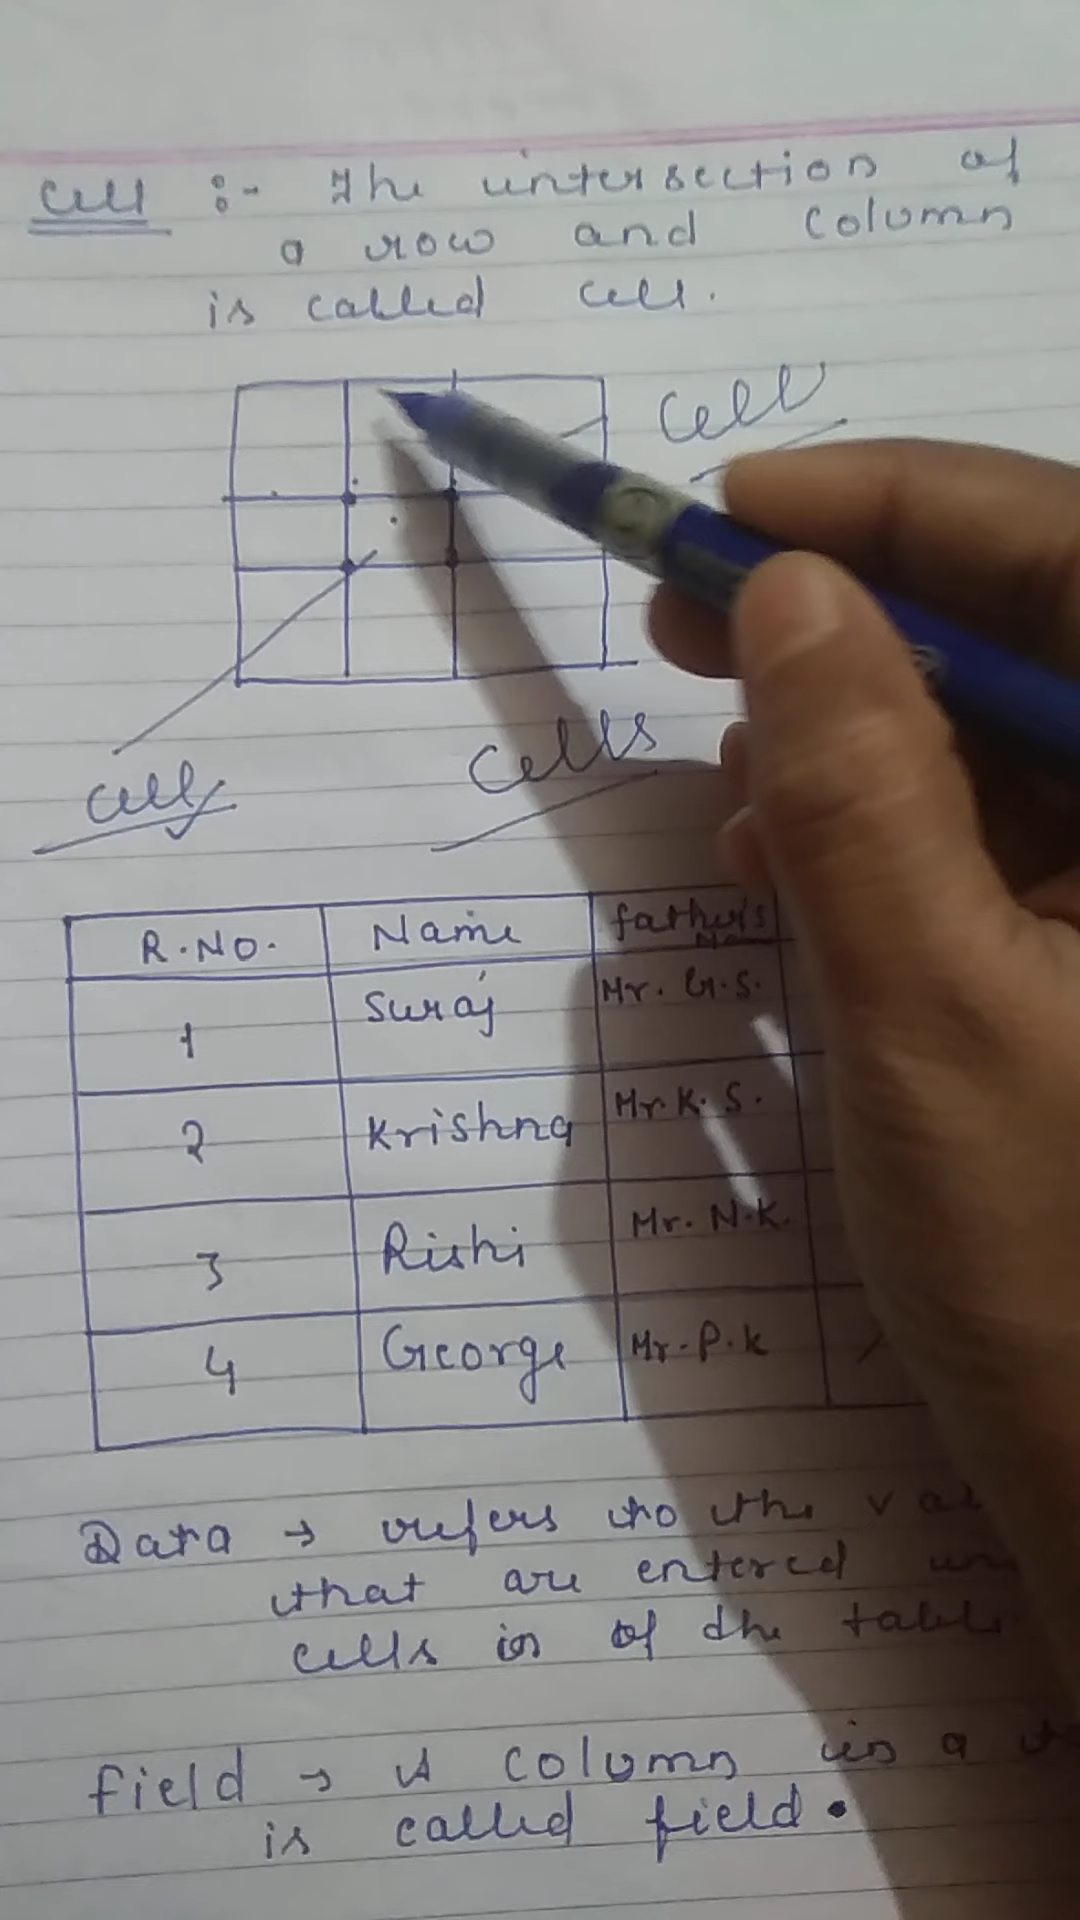 Cell :- The intersection of
a row and column
is called cell.
Cell
Cell
Cells
R.NO. Name father's
1 Suraj Mr. G.S.
2 Krishna Mr K. S.
3 Rishi Mr. N.K.
4 George Mr. P.K
Data → refers to the
that are entered
cells in of the table
field → A column in a
is called field.